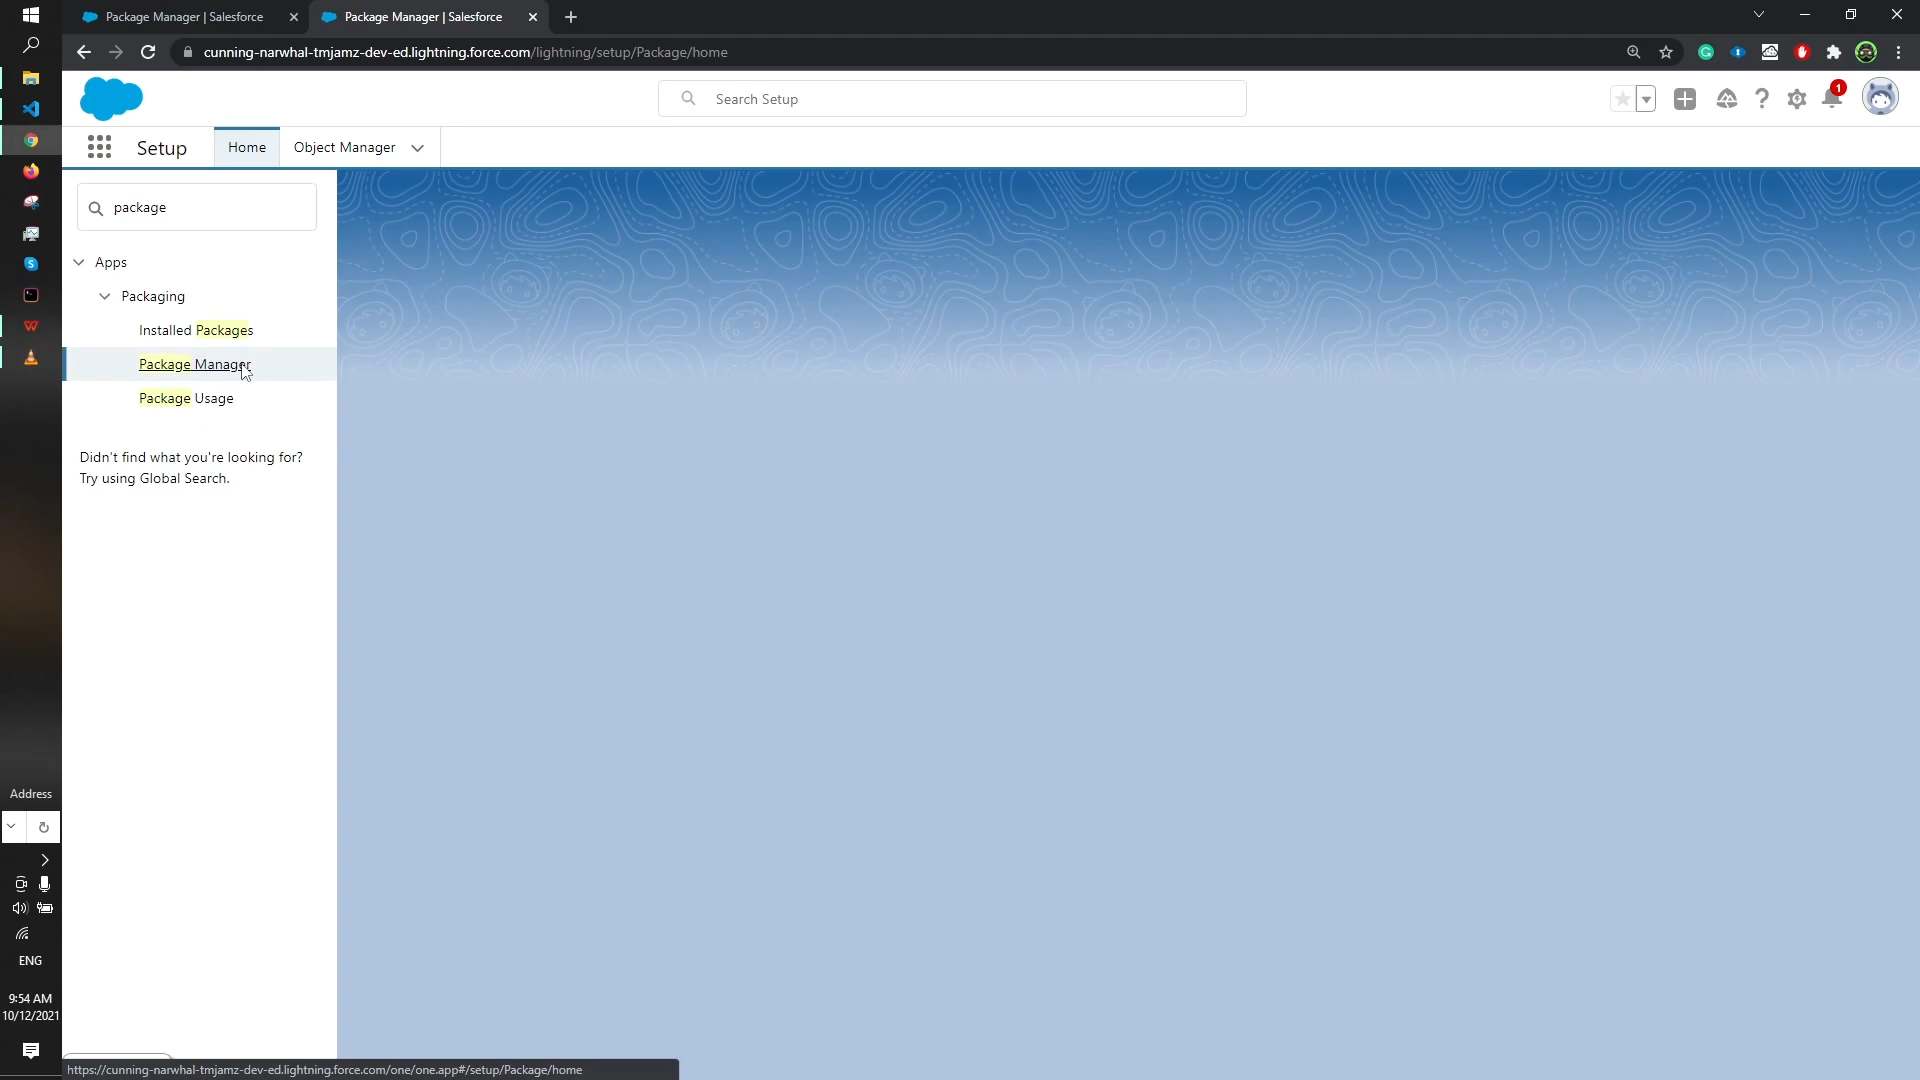 Package Manager | Salesforce
Package Manager | Salesforce
cunning-narwhal-tmjamz-dev-ed.lightning.force.com/lightning/setup/Package/home
Search Setup
1
Setup
Home
Object Manager
package
Apps
Packaging
Installed Packages
Package Manager
Package Usage
Didn't find what you're looking for?
Try using Global Search.
Address
ENG
9:54 AM
10/12/2021
https://cunning-narwhal-tmjamz-dev-ed.lightning.force.com/one/one.app#/setup/Package/home